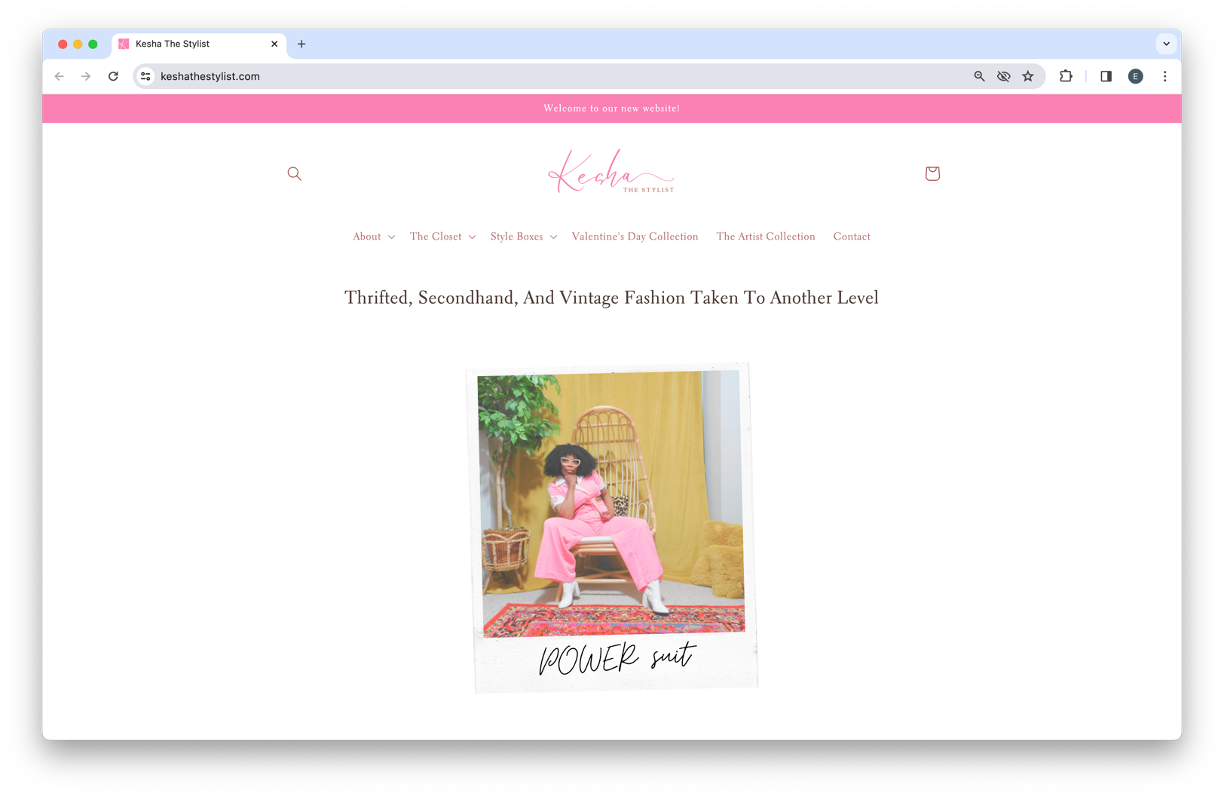 Kesha The Stylist
keshathestylist.com
E
Welcome to our new website!
Kesha
THE STYLIST
About The Closet Style Boxes Valentine's Day Collection The Artist Collection Contact
Thrifted, Secondhand, And Vintage Fashion Taken To Another Level
POWER suit